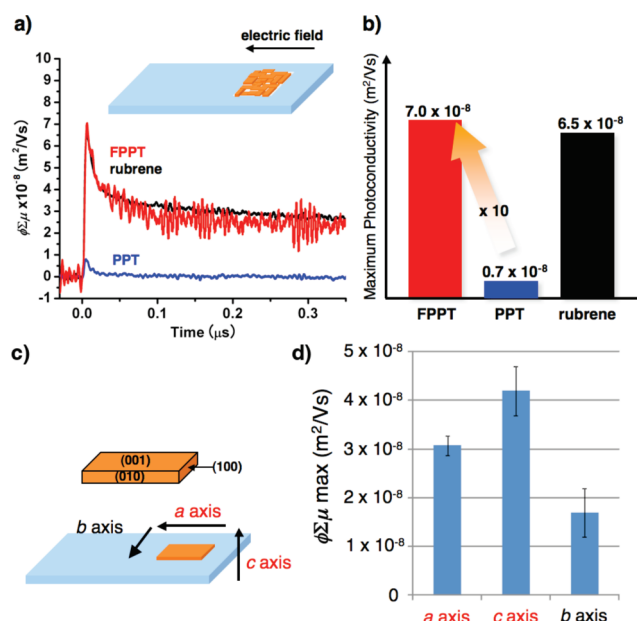 a)
electric field
ϕΣμ x10⁻⁸ (m²/Vs)
10
9
8
7
6
5
4
3
2
1
0
-1
FPPT
rubrene
PPT
0.0
0.1
0.2
0.3
Time (μs)
b)
Maximum Photoconductivity (m²/Vs)
7.0 x 10⁻⁸
6.5 x 10⁻⁸
x 10
0.7 x 10⁻⁸
FPPT
PPT
rubrene
c)
(001)
(010)
(100)
b axis
a axis
c axis
d)
ϕΣμ max (m²/Vs)
5 x 10⁻⁸
4 x 10⁻⁸
3 x 10⁻⁸
2 x 10⁻⁸
1 x 10⁻⁸
0
a axis
c axis
b axis